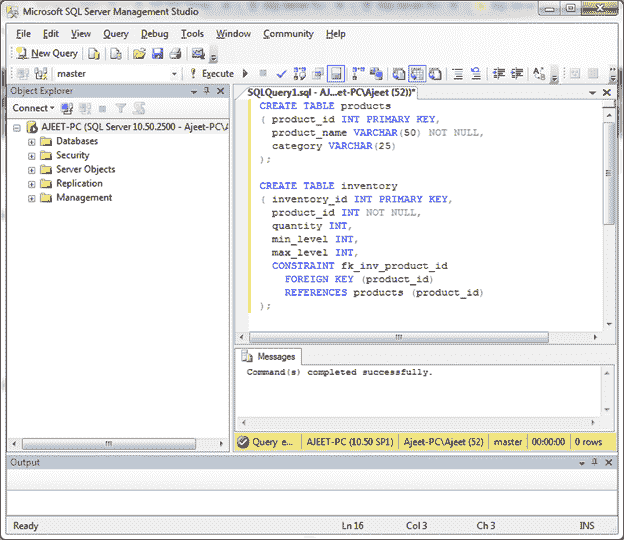 Microsoft SQL Server Management Studio
File Edit View Query Debug Tools Window Community Help
New Query
master Execute
Object Explorer
Connect
AJEET-PC (SQL Server 10.50.2500 - Ajeet-PC\A
Databases
Security
Server Objects
Replication
Management
SQLQuery1.sql - AJ...et-PC\Ajeet (52))*
CREATE TABLE products
( product_id INT PRIMARY KEY,
product_name VARCHAR(50) NOT NULL,
category VARCHAR(25)
);
CREATE TABLE inventory
( inventory_id INT PRIMARY KEY,
product_id INT NOT NULL,
quantity INT,
min_level INT,
max_level INT,
CONSTRAINT fk_inv_product_id
FOREIGN KEY (product_id)
REFERENCES products (product_id)
);
Messages
Command(s) completed successfully.
Query e... AJEET-PC (10.50 SP1) Ajeet-PC\Ajeet (52) master 00:00:00 0 rows
Output
Ready Ln 16 Col 3 Ch 3 INS